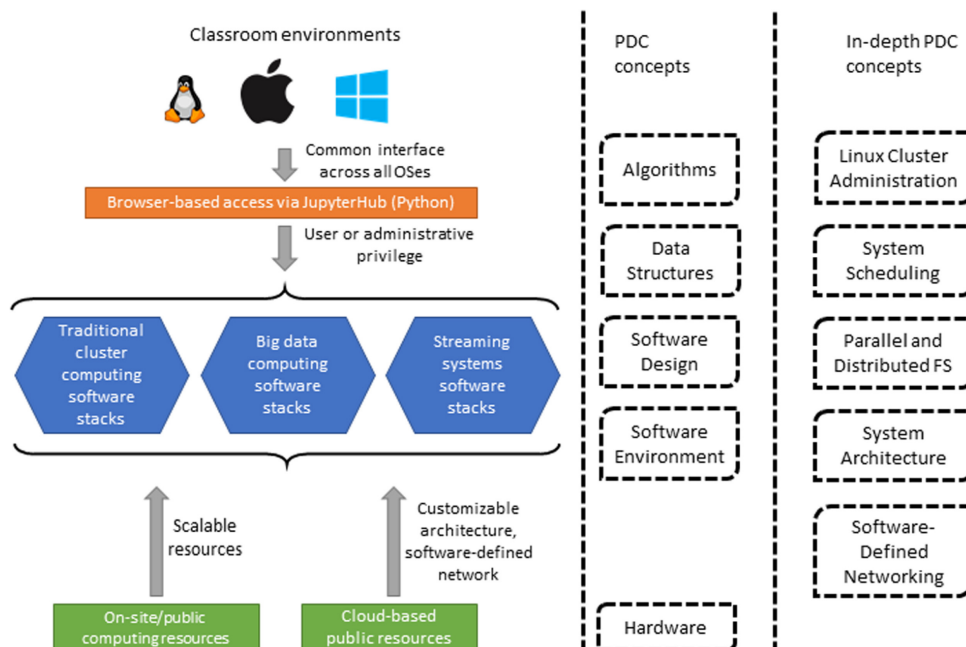 Classroom environments
Common interface
across all OSes
Browser-based access via JupyterHub (Python)
User or administrative
privilege
Traditional
cluster
computing
software
stacks
Big data
computing
software
stacks
Streaming
systems
software
stacks
Scalable
resources
Customizable
architecture,
software-defined
network
On-site/public
computing resources
Cloud-based
public resources
PDC
concepts
Algorithms
Data
Structures
Software
Design
Software
Environment
Hardware
In-depth PDC
concepts
Linux Cluster
Administration
System
Scheduling
Parallel and
Distributed FS
System
Architecture
Software-
Defined
Networking